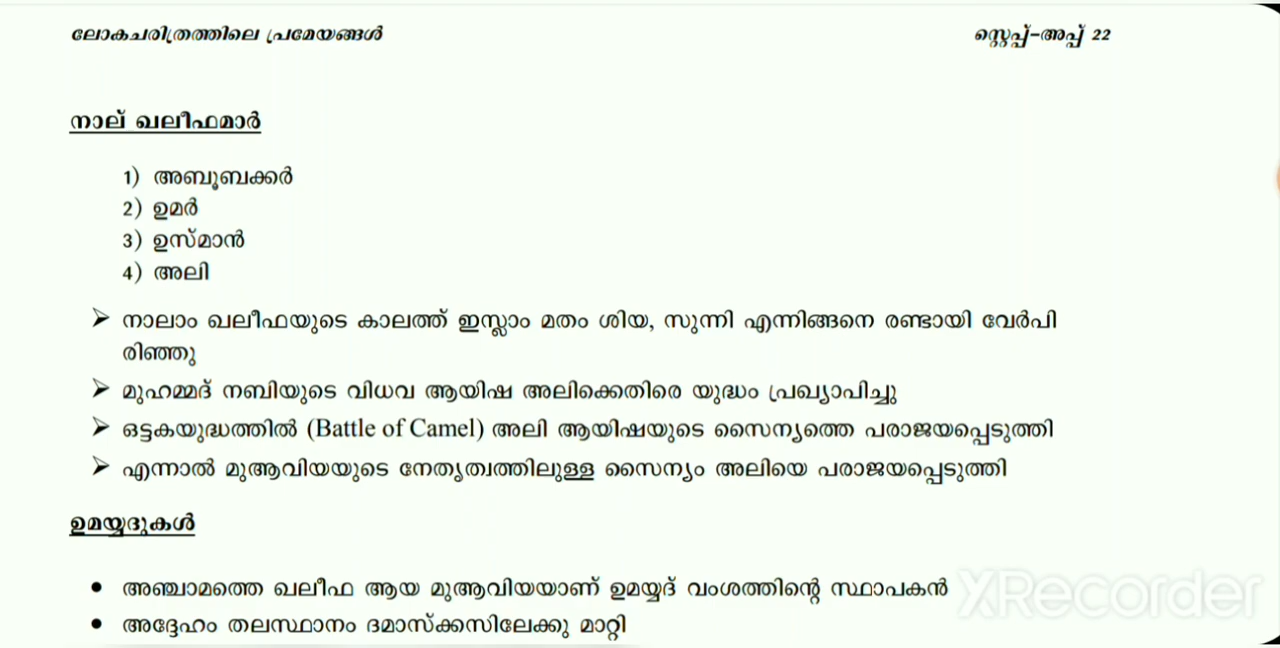 ലോകചരിത്രത്തിലെ പ്രമേയങ്ങൾ
സ്റ്റെപ്പ്-അപ്പ് 22
നാല് ഖലീഫമാർ
1) അബൂബക്കർ
2) ഉമർ
3) ഉസ്മാൻ
4) അലി
➢ നാലാം ഖലീഫയുടെ കാലത്ത് ഇസ്ലാം മതം ശിയ, സുന്നി എന്നിങ്ങനെ രണ്ടായി വേർപി
രിഞ്ഞു
➢ മുഹമ്മദ് നബിയുടെ വിധവ ആയിഷ അലിക്കെതിരെ യുദ്ധം പ്രഖ്യാപിച്ചു
➢ ഒട്ടകയുദ്ധത്തിൽ (Battle of Camel) അലി ആയിഷയുടെ സൈന്യത്തെ പരാജയപ്പെടുത്തി
➢ എന്നാൽ മുആവിയയുടെ നേതൃത്വത്തിലുള്ള സൈന്യം അലിയെ പരാജയപ്പെടുത്തി
ഉമയ്യദുകൾ
• അഞ്ചാമത്തെ ഖലീഫ ആയ മുആവിയയാണ് ഉമയ്യദ് വംശത്തിന്റെ സ്ഥാപകൻ
• അദ്ദേഹം തലസ്ഥാനം ദമാസ്ക്കസിലേക്കു മാറ്റി
XRecorder